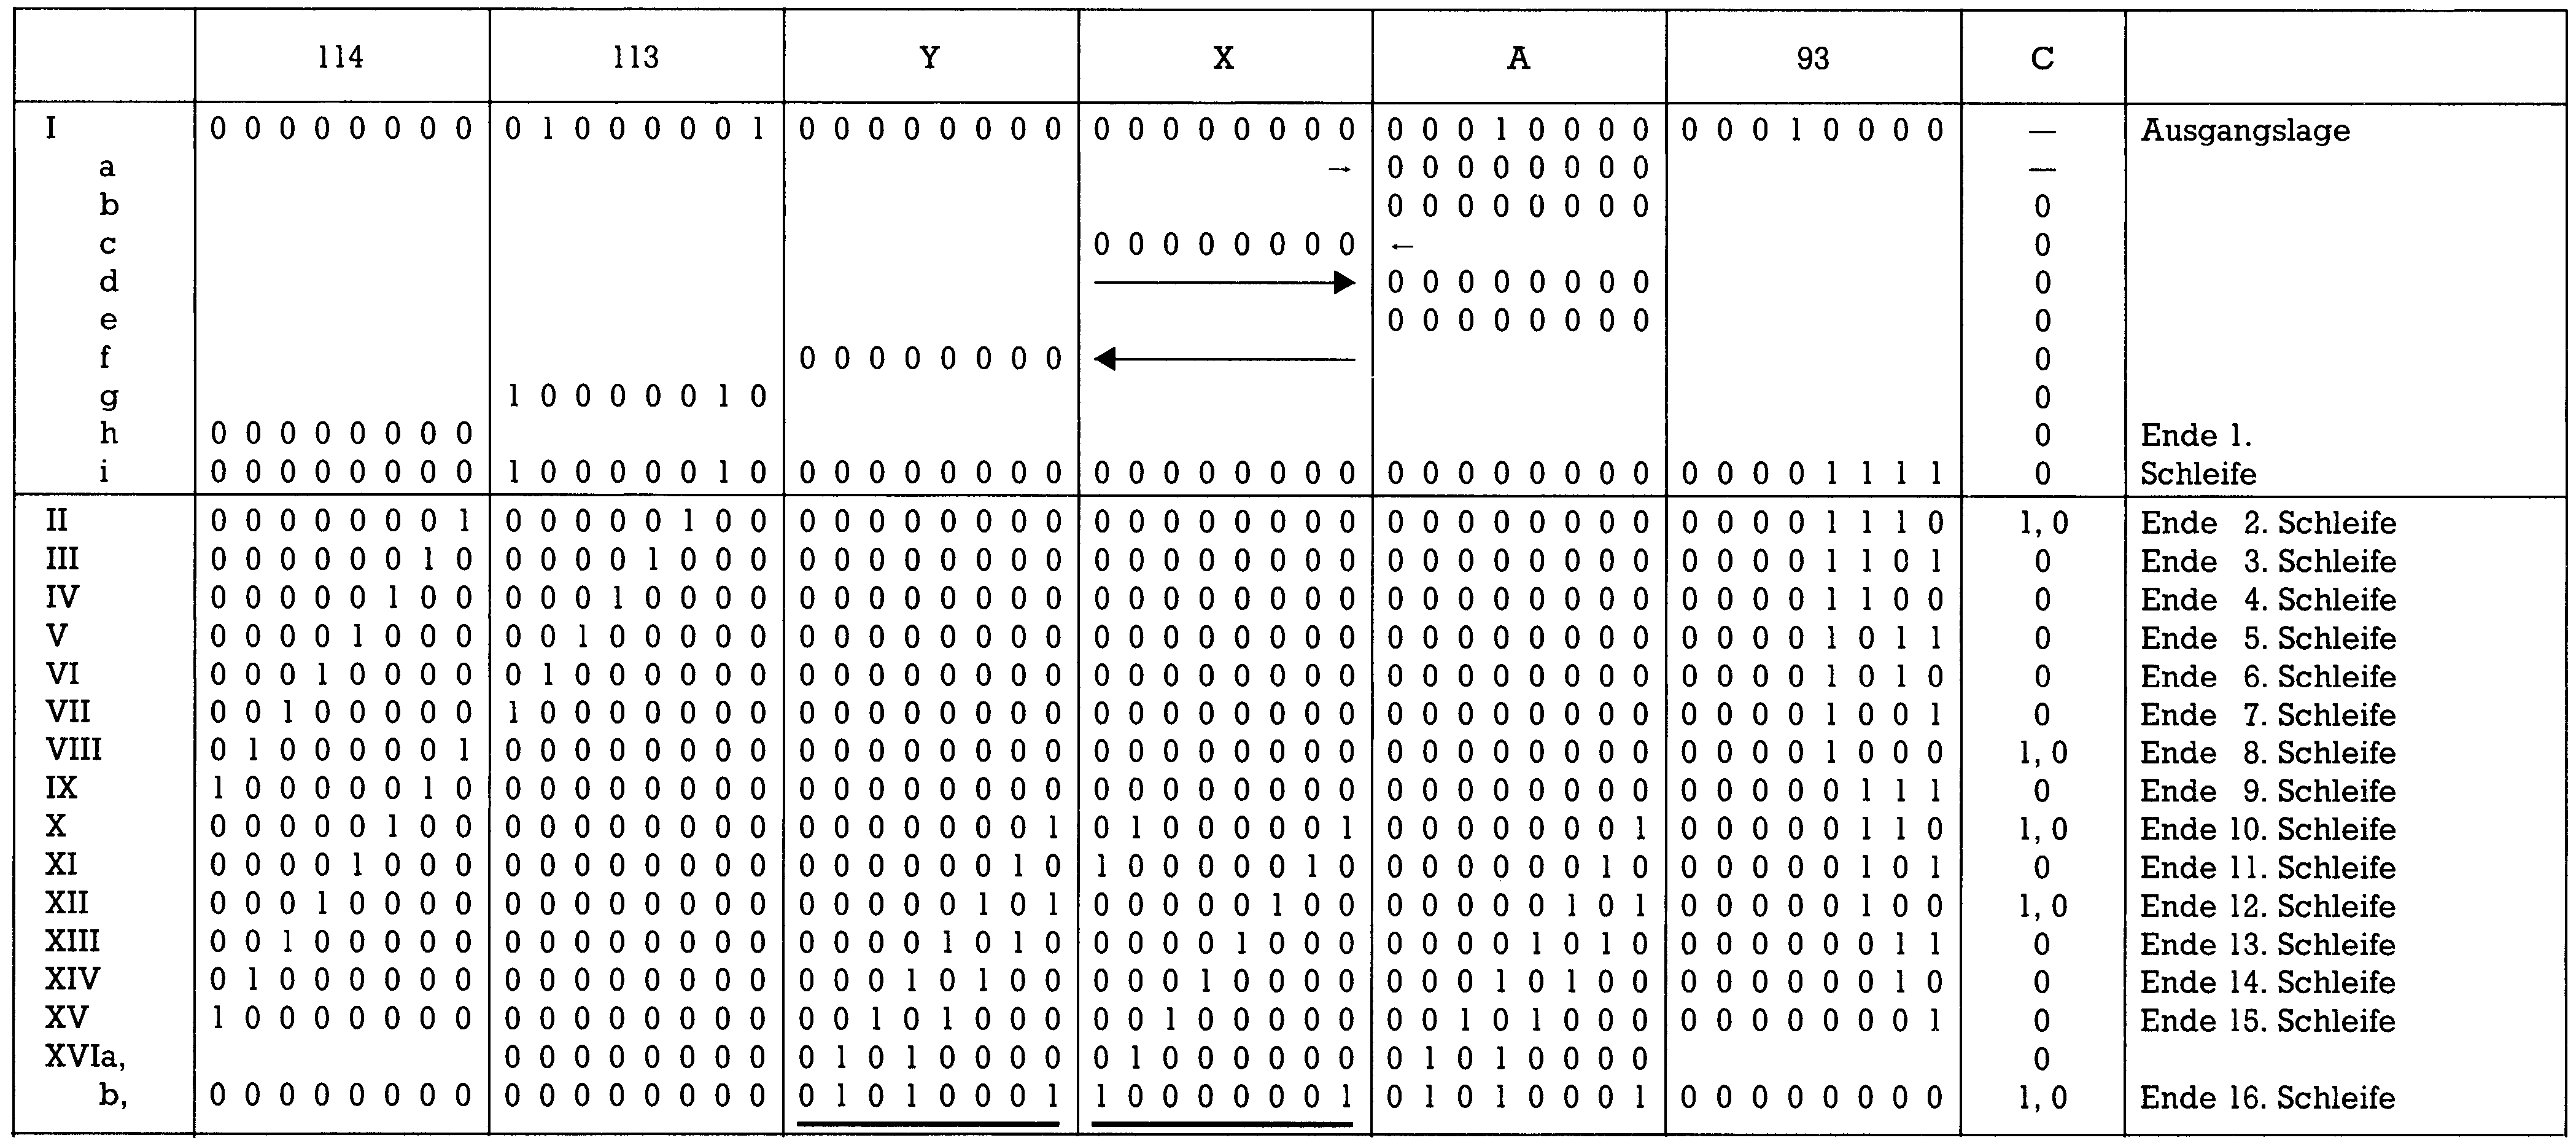 114 113 Y X A 93 C
I 0 0 0 0 0 0 0 0 0 1 0 0 0 0 0 1 0 0 0 0 0 0 0 0 0 0 0 0 0 0 0 0 0 0 0 1 0 0 0 0 0 0 0 1 0 0 0 0 — Ausgangslage
a → 0 0 0 0 0 0 0 0 —
b 0 0 0 0 0 0 0 0 0
c 0 0 0 0 0 0 0 0 ← 0
d → 0 0 0 0 0 0 0 0 0
e 0 0 0 0 0 0 0 0 0
f 0 0 0 0 0 0 0 0 ← 0
g 1 0 0 0 0 0 1 0 0
h 0 0 0 0 0 0 0 0 0 Ende 1.
i 0 0 0 0 0 0 0 0 1 0 0 0 0 0 1 0 0 0 0 0 0 0 0 0 0 0 0 0 0 0 0 0 0 0 0 0 0 0 0 0 0 0 0 0 1 1 1 1 0 Schleife
II 0 0 0 0 0 0 0 1 0 0 0 0 0 1 0 0 0 0 0 0 0 0 0 0 0 0 0 0 0 0 0 0 0 0 0 0 0 0 0 0 0 0 0 0 1 1 1 0 1, 0 Ende 2. Schleife
III 0 0 0 0 0 0 1 0 0 0 0 0 1 0 0 0 0 0 0 0 0 0 0 0 0 0 0 0 0 0 0 0 0 0 0 0 0 0 0 0 0 0 0 0 1 1 0 1 0 Ende 3. Schleife
IV 0 0 0 0 0 1 0 0 0 0 0 1 0 0 0 0 0 0 0 0 0 0 0 0 0 0 0 0 0 0 0 0 0 0 0 0 0 0 0 0 0 0 0 0 1 1 0 0 0 Ende 4. Schleife
V 0 0 0 0 1 0 0 0 0 0 1 0 0 0 0 0 0 0 0 0 0 0 0 0 0 0 0 0 0 0 0 0 0 0 0 0 0 0 0 0 0 0 0 0 1 0 1 1 0 Ende 5. Schleife
VI 0 0 0 1 0 0 0 0 0 1 0 0 0 0 0 0 0 0 0 0 0 0 0 0 0 0 0 0 0 0 0 0 0 0 0 0 0 0 0 0 0 0 0 0 1 0 1 0 0 Ende 6. Schleife
VII 0 0 1 0 0 0 0 0 1 0 0 0 0 0 0 0 0 0 0 0 0 0 0 0 0 0 0 0 0 0 0 0 0 0 0 0 0 0 0 0 0 0 0 0 1 0 0 1 0 Ende 7. Schleife
VIII 0 1 0 0 0 0 0 1 0 0 0 0 0 0 0 0 0 0 0 0 0 0 0 0 0 0 0 0 0 0 0 0 0 0 0 0 0 0 0 0 0 0 0 0 1 0 0 0 1, 0 Ende 8. Schleife
IX 1 0 0 0 0 0 1 0 0 0 0 0 0 0 0 0 0 0 0 0 0 0 0 0 0 0 0 0 0 0 0 0 0 0 0 0 0 0 0 0 0 0 0 0 0 1 1 1 0 Ende 9. Schleife
X 0 0 0 0 0 1 0 0 0 0 0 0 0 0 0 0 0 0 0 0 0 0 0 1 0 1 0 0 0 0 0 1 0 0 0 0 0 0 0 1 0 0 0 0 0 1 1 0 1, 0 Ende 10. Schleife
XI 0 0 0 0 1 0 0 0 0 0 0 0 0 0 0 0 0 0 0 0 0 0 1 0 1 0 0 0 0 0 1 0 0 0 0 0 0 0 1 0 0 0 0 0 0 1 0 1 0 Ende 11. Schleife
XII 0 0 0 1 0 0 0 0 0 0 0 0 0 0 0 0 0 0 0 0 0 1 0 1 0 0 0 0 0 1 0 0 0 0 0 0 0 1 0 1 0 0 0 0 0 1 0 0 1, 0 Ende 12. Schleife
XIII 0 0 1 0 0 0 0 0 0 0 0 0 0 0 0 0 0 0 0 0 1 0 1 0 0 0 0 0 1 0 0 0 0 0 0 0 1 0 1 0 0 0 0 0 0 0 1 1 0 Ende 13. Schleife
XIV 0 1 0 0 0 0 0 0 0 0 0 0 0 0 0 0 0 0 0 1 0 1 0 0 0 0 0 1 0 0 0 0 0 0 0 1 0 1 0 0 0 0 0 0 0 0 1 0 0 Ende 14. Schleife
XV 1 0 0 0 0 0 0 0 0 0 0 0 0 0 0 0 0 0 1 0 1 0 0 0 0 0 1 0 0 0 0 0 0 0 1 0 1 0 0 0 0 0 0 0 0 0 0 1 0 Ende 15. Schleife
XVIa, 0 0 0 0 0 0 0 0 0 1 0 1 0 0 0 0 0 1 0 0 0 0 0 0 0 1 0 1 0 0 0 0 0
b, 0 0 0 0 0 0 0 0 0 0 0 0 0 0 0 0 0 1 0 1 0 0 0 1 1 0 0 0 0 0 0 1 0 1 0 1 0 0 0 1 0 0 0 0 0 0 0 0 1, 0 Ende 16. Schleife